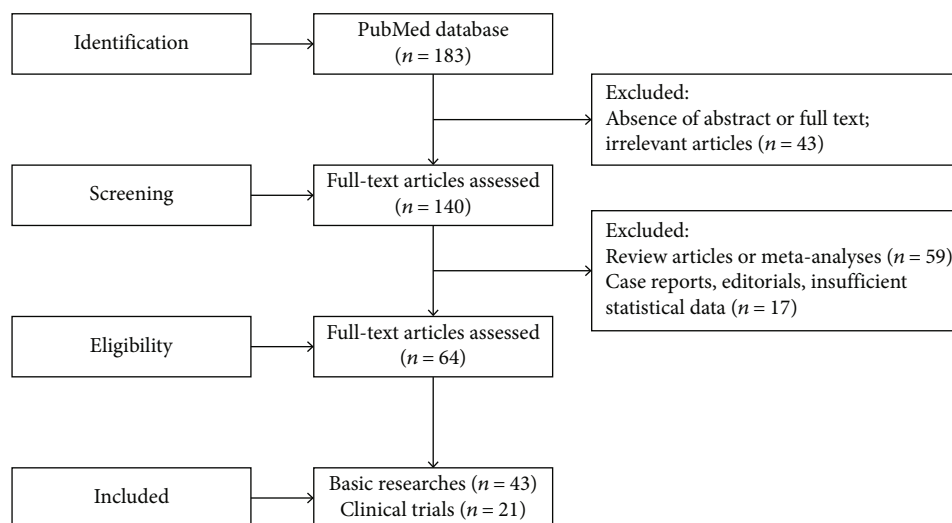 Identification
PubMed database
(n = 183)
Excluded:
Absence of abstract or full text;
irrelevant articles (n = 43)
Screening
Full-text articles assessed
(n = 140)
Excluded:
Review articles or meta-analyses (n = 59)
Case reports, editorials, insufficient
statistical data (n = 17)
Eligibility
Full-text articles assessed
(n = 64)
Included
Basic researches (n = 43)
Clinical trials (n = 21)